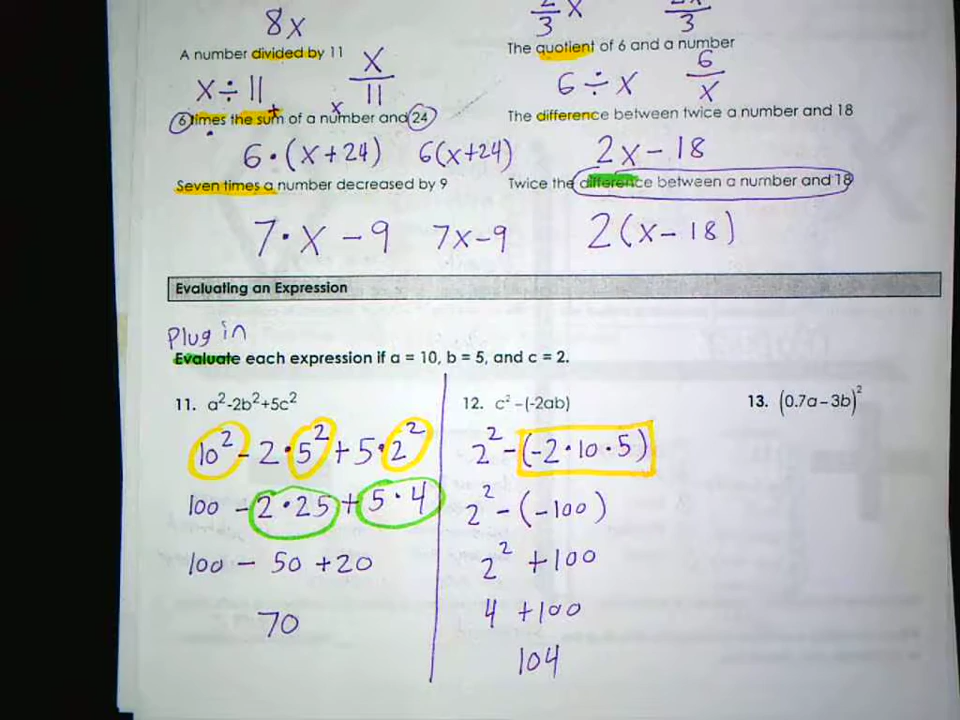 8x
2/3 x
2x/3
A number divided by 11
The quotient of 6 and a number
x ÷ 11
x/11
6 ÷ x
6/x
+
x
6 times the sum of a number and 24
The difference between twice a number and 18
6 • (x+24)
6(x+24)
2x - 18
Seven times a number decreased by 9
Twice the difference between a number and 18
7 • x - 9
7x-9
2(x - 18)
Evaluating an Expression
Plug in
Evaluate each expression if a = 10, b = 5, and c = 2.
11. a²-2b²+5c²
12. c² -(-2ab)
13. (0.7a - 3b)²
10² - 2 • 5² + 5 • 2²
2² - (-2 • 10 • 5)
100 - 2 • 25 + 5 • 4
2² - (-100)
100 - 50 + 20
2² + 100
4 + 100
70
104